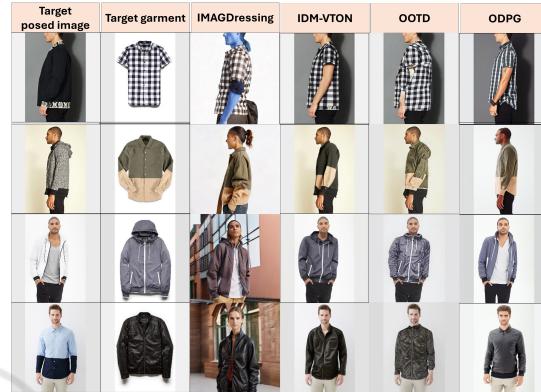 Target posed image
Target garment
IMAGDressing
IDM-VTON
OOTD
ODPG